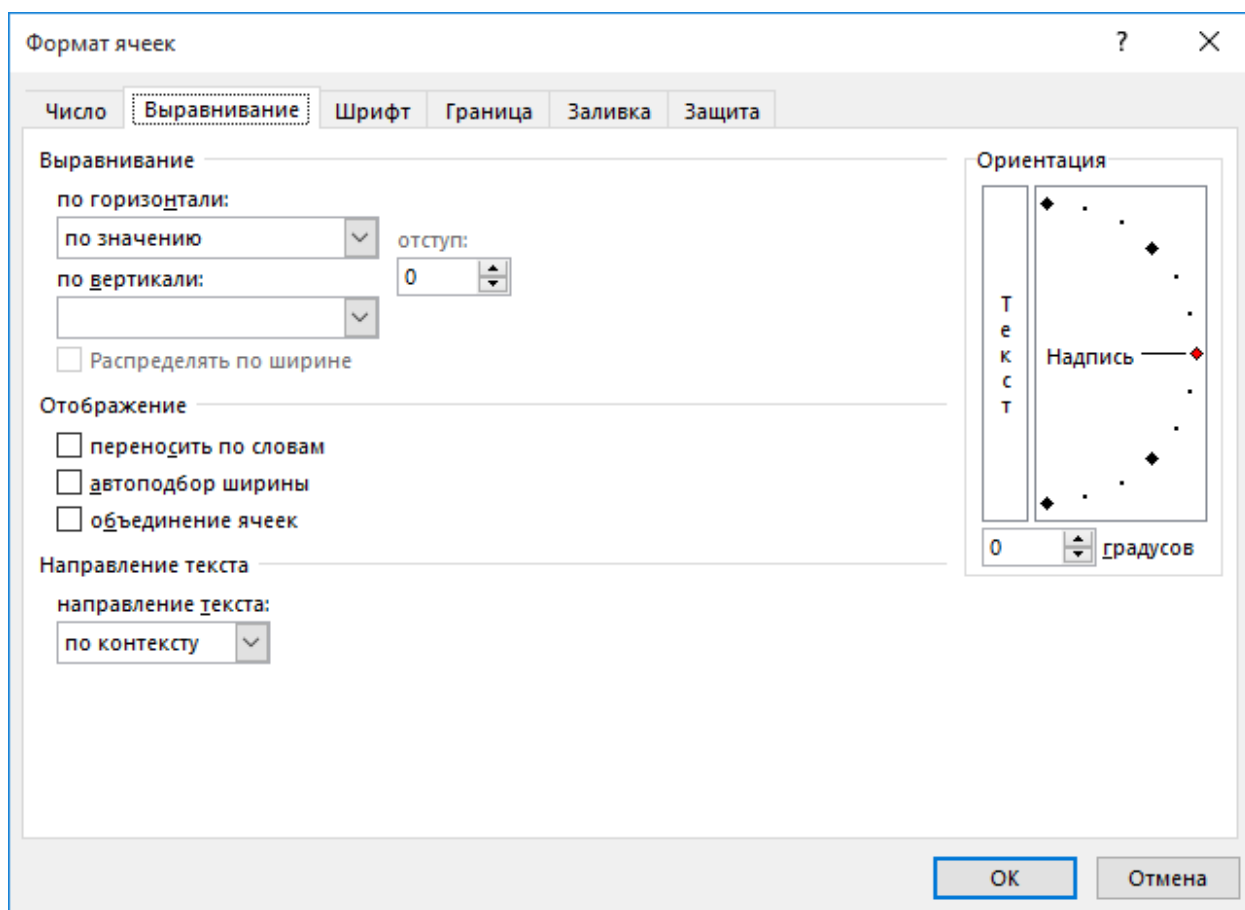 Формат ячеек ?
Число Выравнивание Шрифт Граница Заливка Защита
Выравнивание
по горизонтали:
по значению
отступ:
0
по вертикали:
Распределять по ширине
Отображение
переносить по словам
автоподбор ширины
объединение ячеек
Направление текста
направление текста:
по контексту
Ориентация
Текст
Надпись
0 градусов
ОК Отмена